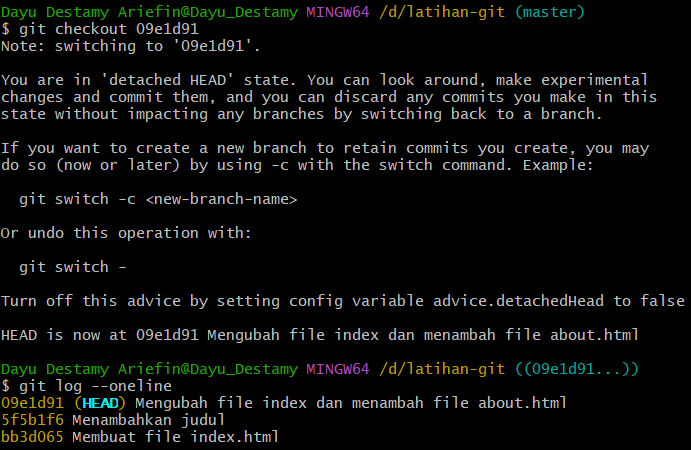 Dayu Destamy Ariefin@Dayu_Destamy MINGW64 /d/latihan-git (master)
$ git checkout 09e1d91
Note: switching to '09e1d91'.
You are in 'detached HEAD' state. You can look around, make experimental
changes and commit them, and you can discard any commits you make in this
state without impacting any branches by switching back to a branch.
If you want to create a new branch to retain commits you create, you may
do so (now or later) by using -c with the switch command. Example:
git switch -c <new-branch-name>
Or undo this operation with:
git switch -
Turn off this advice by setting config variable advice.detachedHead to false
HEAD is now at 09e1d91 Mengubah file index dan menambah file about.html
Dayu Destamy Ariefin@Dayu_Destamy MINGW64 /d/latihan-git ((09e1d91...))
$ git log --oneline
09e1d91 (HEAD) Mengubah file index dan menambah file about.html
5f5b1f6 Menambahkan judul
bb3d065 Membuat file index.html